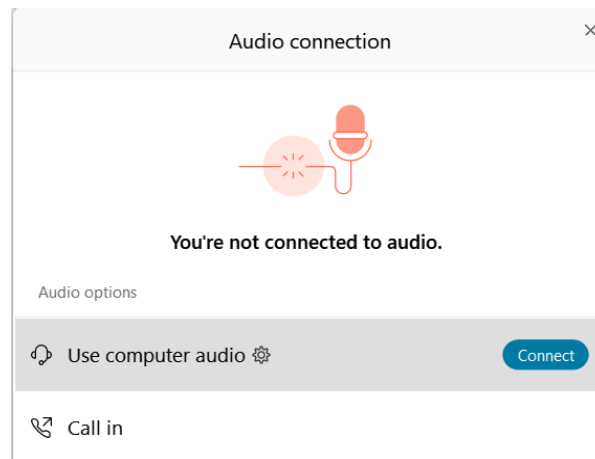 Audio connection
You're not connected to audio.
Audio options
Use computer audio
Connect
Call in